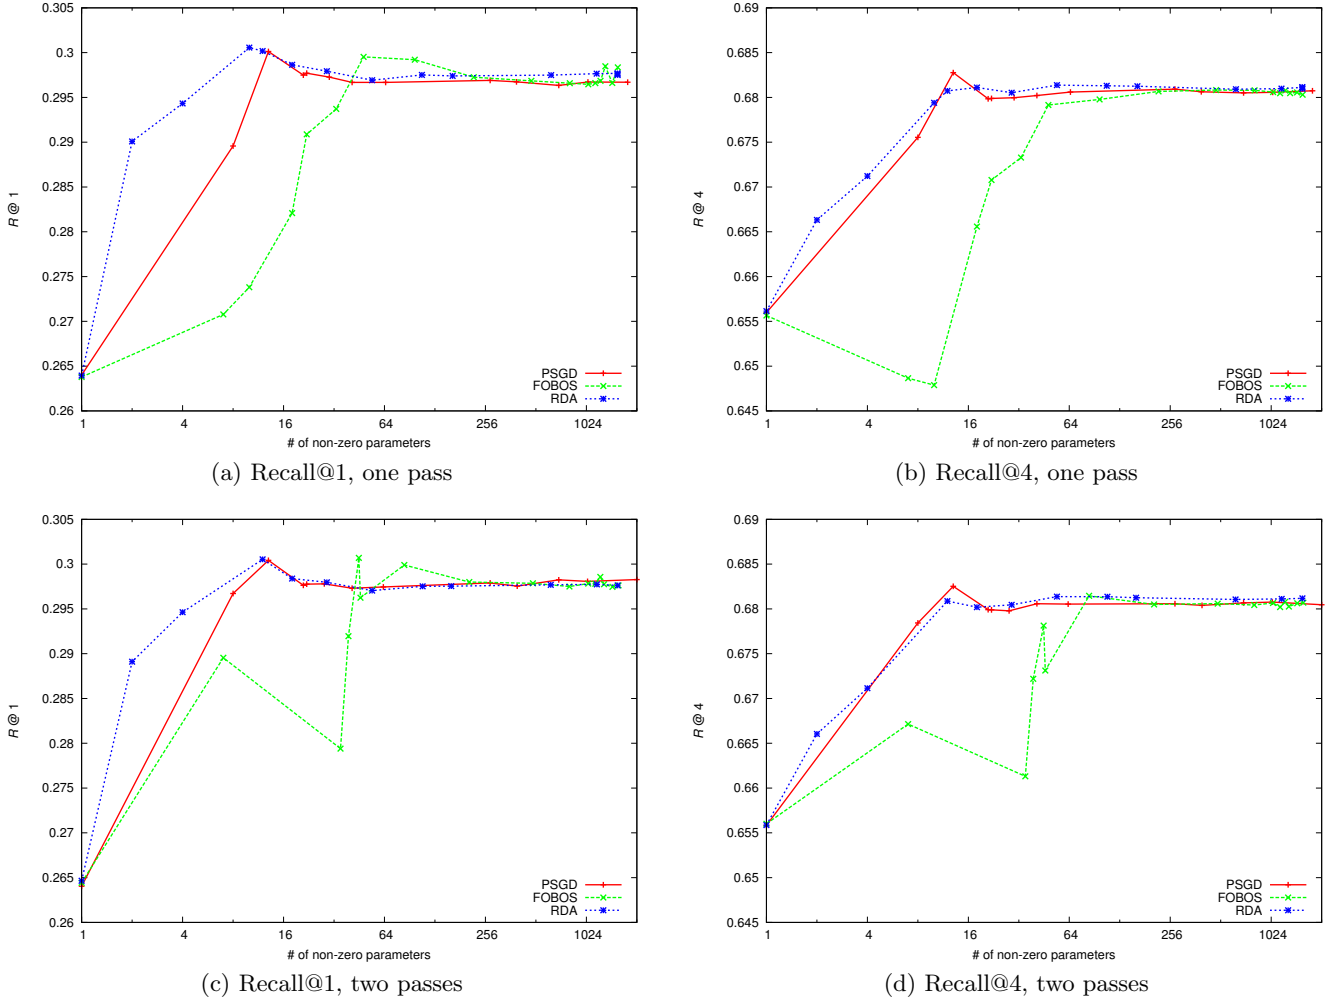 0.305
0.3
0.295
0.29
0.285
0.28
0.275
0.27
0.265
0.26
R @ 1
1 4 16 64 256 1024
# of non-zero parameters
PSGD
FOBOS
RDA
(a) Recall@1, one pass
0.69
0.685
0.68
0.675
0.67
0.665
0.66
0.655
0.65
0.645
R @ 4
1 4 16 64 256 1024
# of non-zero parameters
PSGD
FOBOS
RDA
(b) Recall@4, one pass
0.305
0.3
0.295
0.29
0.285
0.28
0.275
0.27
0.265
0.26
R @ 1
1 4 16 64 256 1024
# of non-zero parameters
PSGD
FOBOS
RDA
(c) Recall@1, two passes
0.69
0.685
0.68
0.675
0.67
0.665
0.66
0.655
0.65
0.645
R @ 4
1 4 16 64 256 1024
# of non-zero parameters
PSGD
FOBOS
RDA
(d) Recall@4, two passes